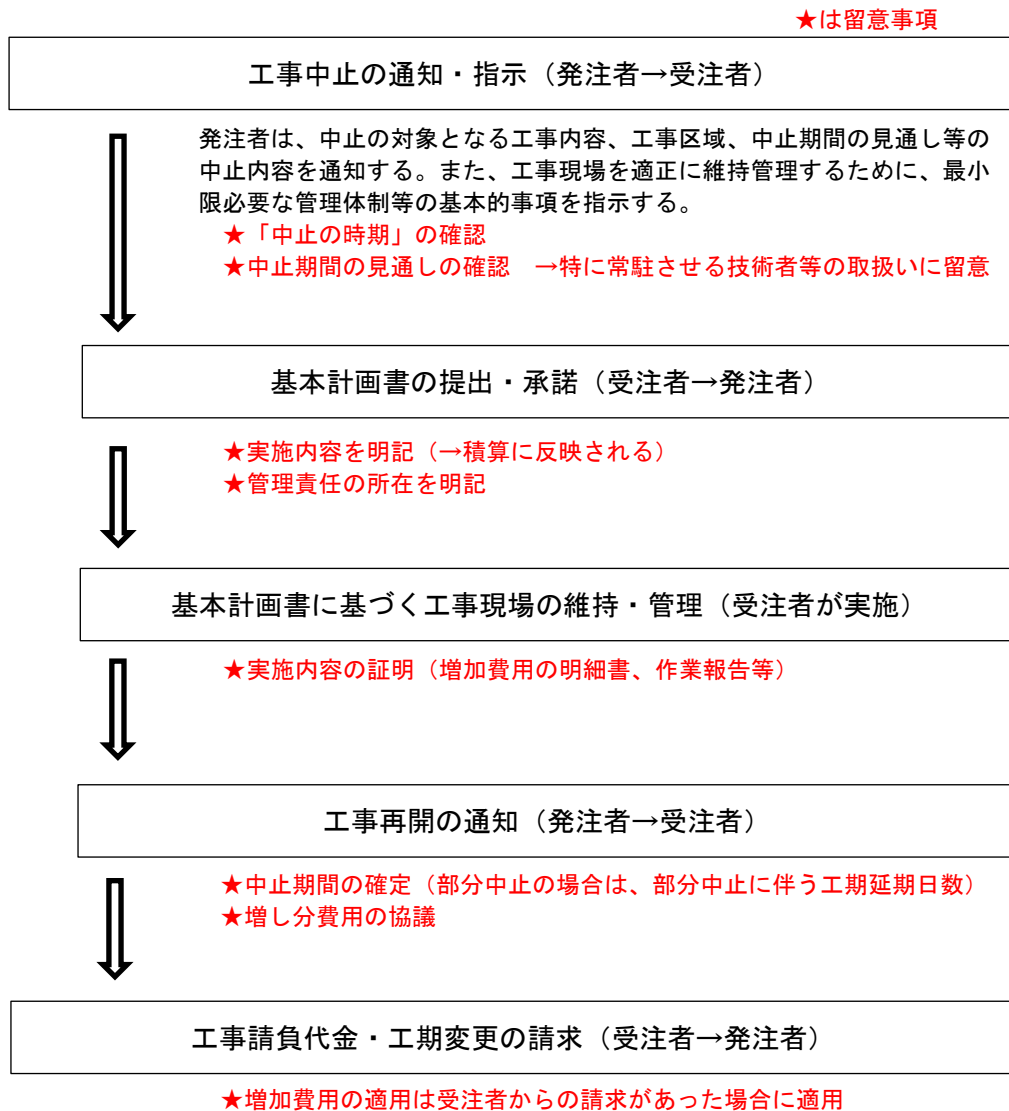 ★は留意事項
工事中止の通知・指示（発注者→受注者）
発注者は、中止の対象となる工事内容、工事区域、中止期間の見通し等の
中止内容を通知する。また、工事現場を適正に維持管理するために、最小
限必要な管理体制等の基本的事項を指示する。
★「中止の時期」の確認
★中止期間の見通しの確認　→特に常駐させる技術者等の取扱いに留意
基本計画書の提出・承諾（受注者→発注者）
★実施内容を明記（→積算に反映される）
★管理責任の所在を明記
基本計画書に基づく工事現場の維持・管理（受注者が実施）
★実施内容の証明（増加費用の明細書、作業報告等）
工事再開の通知（発注者→受注者）
★中止期間の確定（部分中止の場合は、部分中止に伴う工期延期日数）
★増し分費用の協議
工事請負代金・工期変更の請求（受注者→発注者）
★増加費用の適用は受注者からの請求があった場合に適用